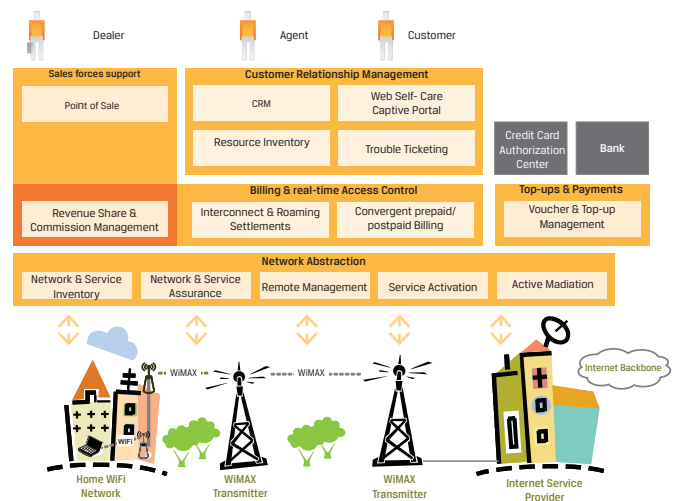 Dealer
Agent
Customer
Sales forces support
Customer Relationship Management
Point of Sale
CRM
Web Self- Care
Captive Portal
Resource Inventory
Trouble Ticketing
Credit Card
Authorization
Center
Bank
Billing & real-time Access Control
Top-ups & Payments
Revenue Share &
Commission Management
Interconnect & Roaming
Settlements
Convergent prepaid/
postpaid Billing
Voucher & Top-up
Management
Network Abstraction
Network & Service
Inventory
Network & Service
Assurance
Remote Management
Service Activation
Active Madiation
WiMAX
WiMAX
Internet Backbone
WiFi
Home WiFi
Network
WiMAX
Transmitter
WiMAX
Transmitter
Internet Service
Provider